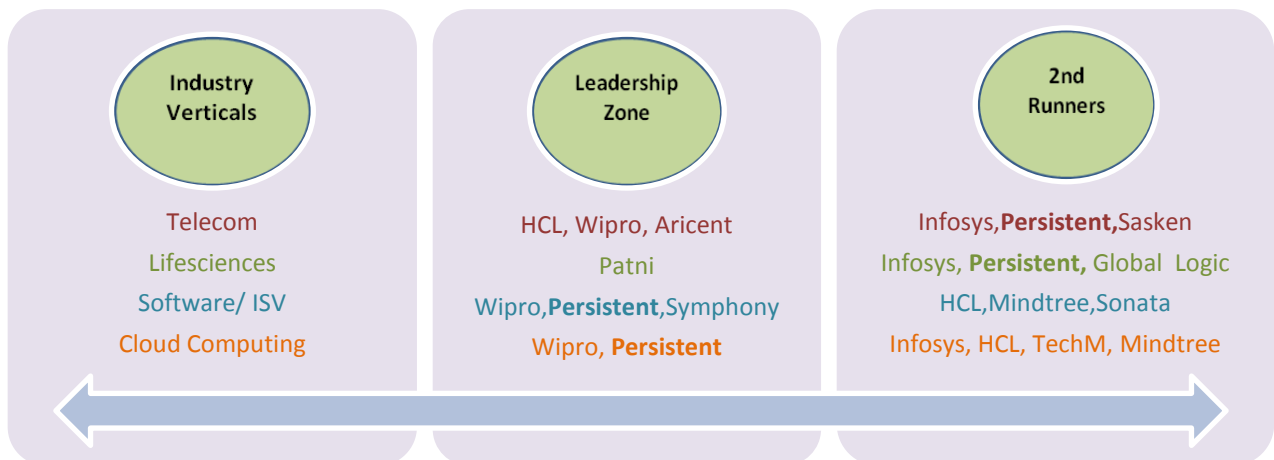 Industry
Verticals
Telecom
Lifesciences
Software/ ISV
Cloud Computing
Leadership
Zone
HCL, Wipro, Aricent
Patni
Wipro,Persistent,Symphony
Wipro, Persistent
2nd
Runners
Infosys,Persistent,Sasken
Infosys, Persistent, Global Logic
HCL,Mindtree,Sonata
Infosys, HCL, TechM, Mindtree